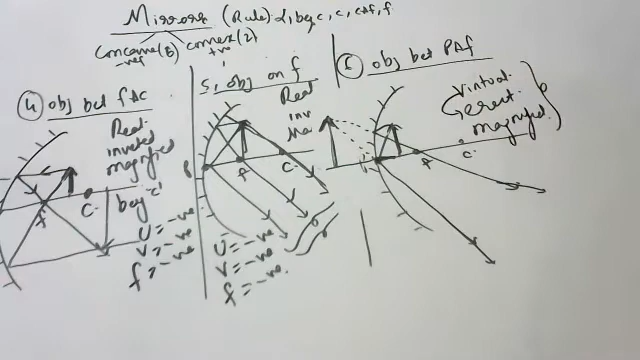 Mirrors (Rule): ∞, bey c, c, c&f, f
concave(6) convex(2)
-ve +ve
4) obj bet f&c
Real
inverted
magnified
f
C
bey 'c'
U = -ve
V = -ve
f = -ve
5, obj on f
Real
inv
P
f
C
U = -ve
V = -ve
f = -ve.
6) obj bet P&f
Virtual.
erect.
magnified.
P
f
C